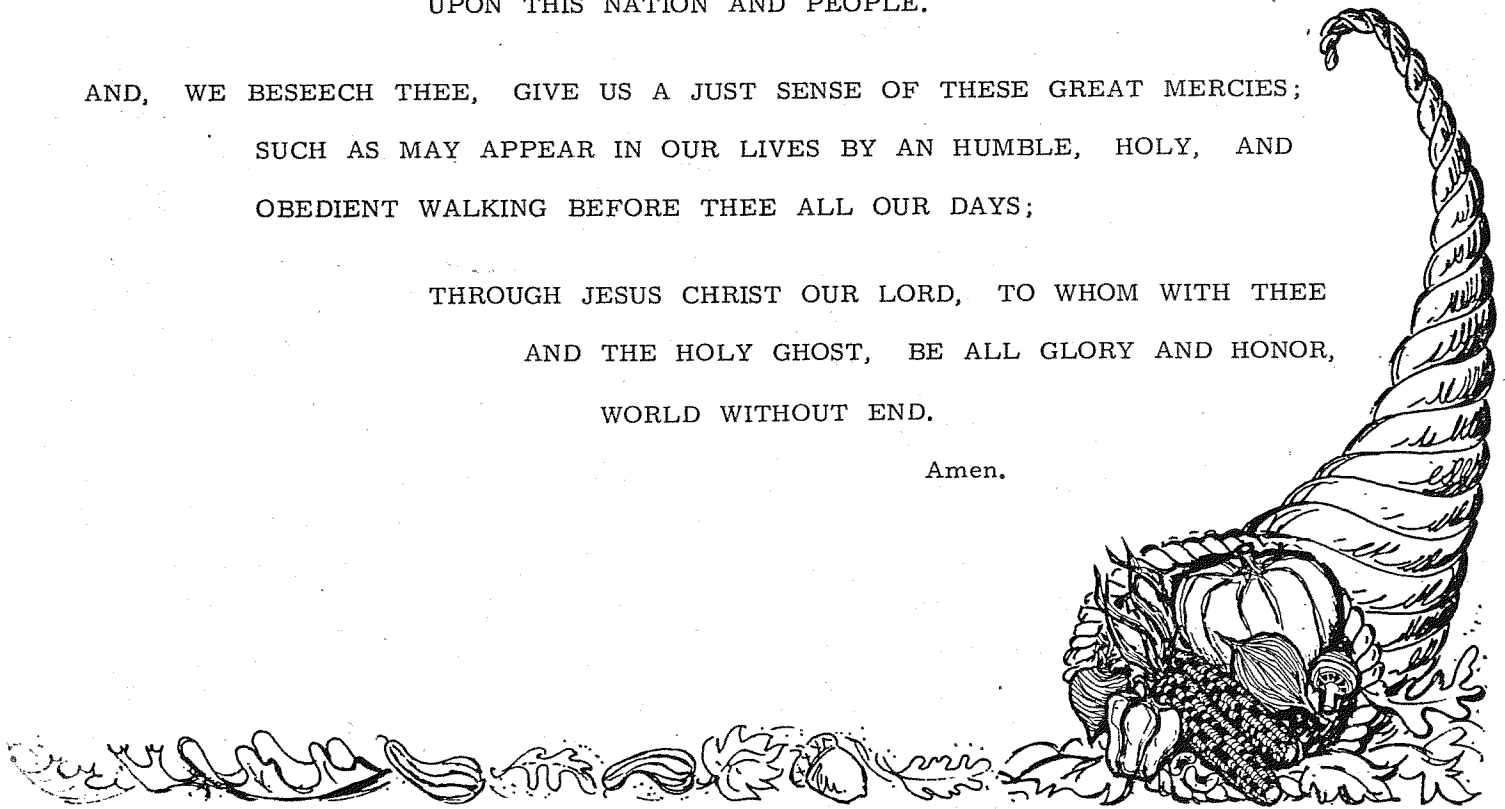 UPON THIS NATION AND PEOPLE.
AND, WE BESEECH THEE, GIVE US A JUST SENSE OF THESE GREAT MERCIES;
SUCH AS MAY APPEAR IN OUR LIVES BY AN HUMBLE, HOLY, AND
OBEDIENT WALKING BEFORE THEE ALL OUR DAYS;
THROUGH JESUS CHRIST OUR LORD, TO WHOM WITH THEE
AND THE HOLY GHOST, BE ALL GLORY AND HONOR,
WORLD WITHOUT END.
Amen.